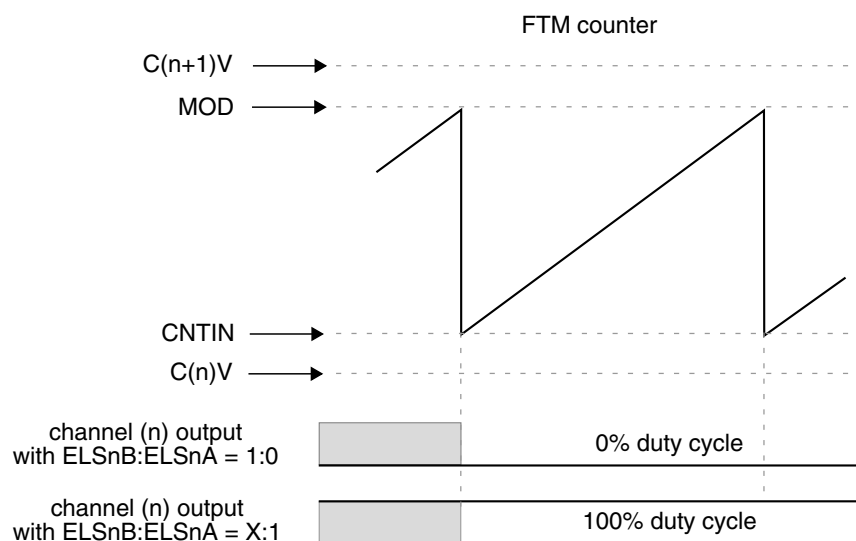 FTM counter
C(n+1)V
MOD
CNTIN
C(n)V
channel (n) output
with ELSnB:ELSnA = 1:0
0% duty cycle
channel (n) output
with ELSnB:ELSnA = X:1
100% duty cycle